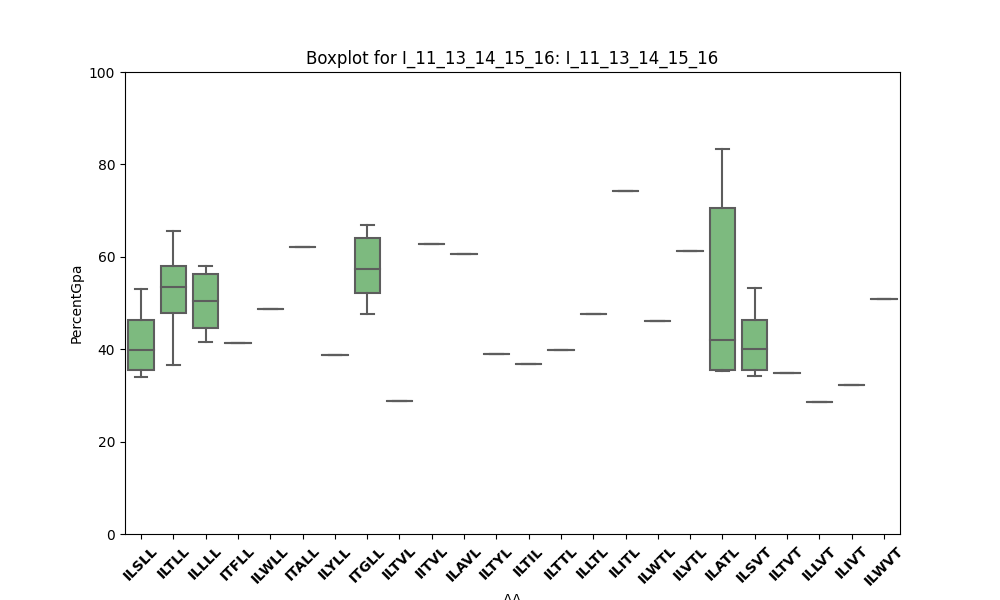 Boxplot for I_11_13_14_15_16: I_11_13_14_15_16
PercentGpa
100
80
60
40
20
0
ILSLL
ILTLL
ILLLL
ITFLL
ILWLL
ITALL
ILYLL
ITGLL
ILTVL
IITVL
ILAVL
ILTYL
ILTIL
ILTTL
ILLTL
ILITL
ILWTL
ILVTL
ILATL
ILSVT
ILTVT
ILLVT
ILIVT
ILWVT
AA